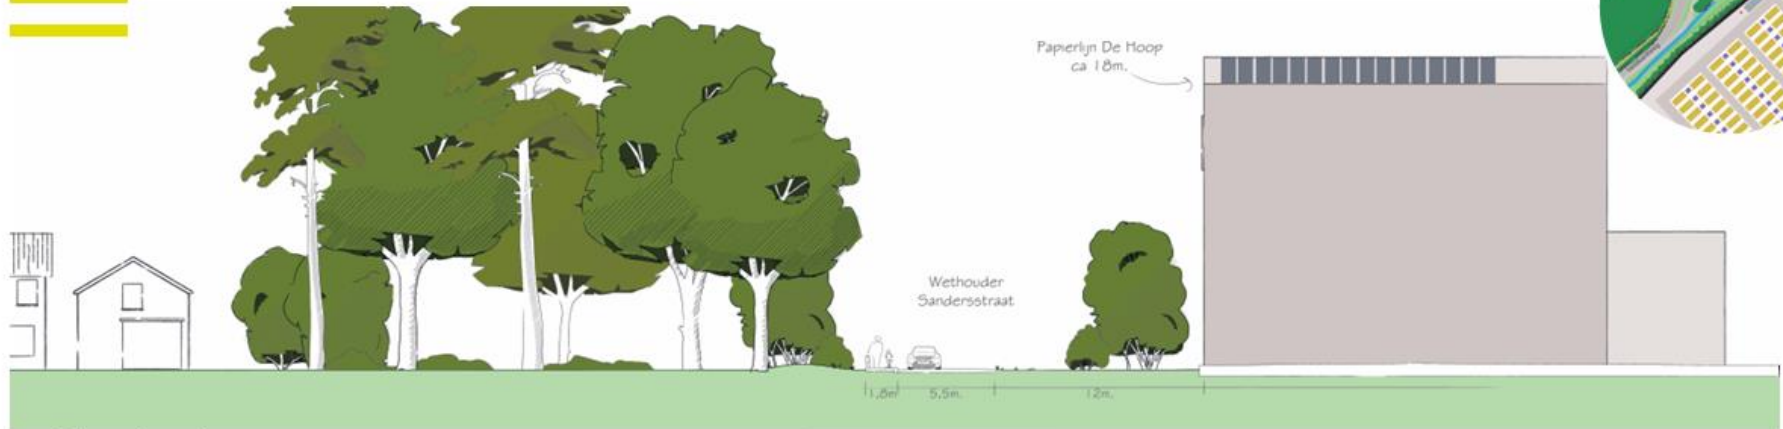 Papierlijn De Hoop
ca 18m.
Wethouder
Sandersstraat
1,8m
5,5m.
12m.